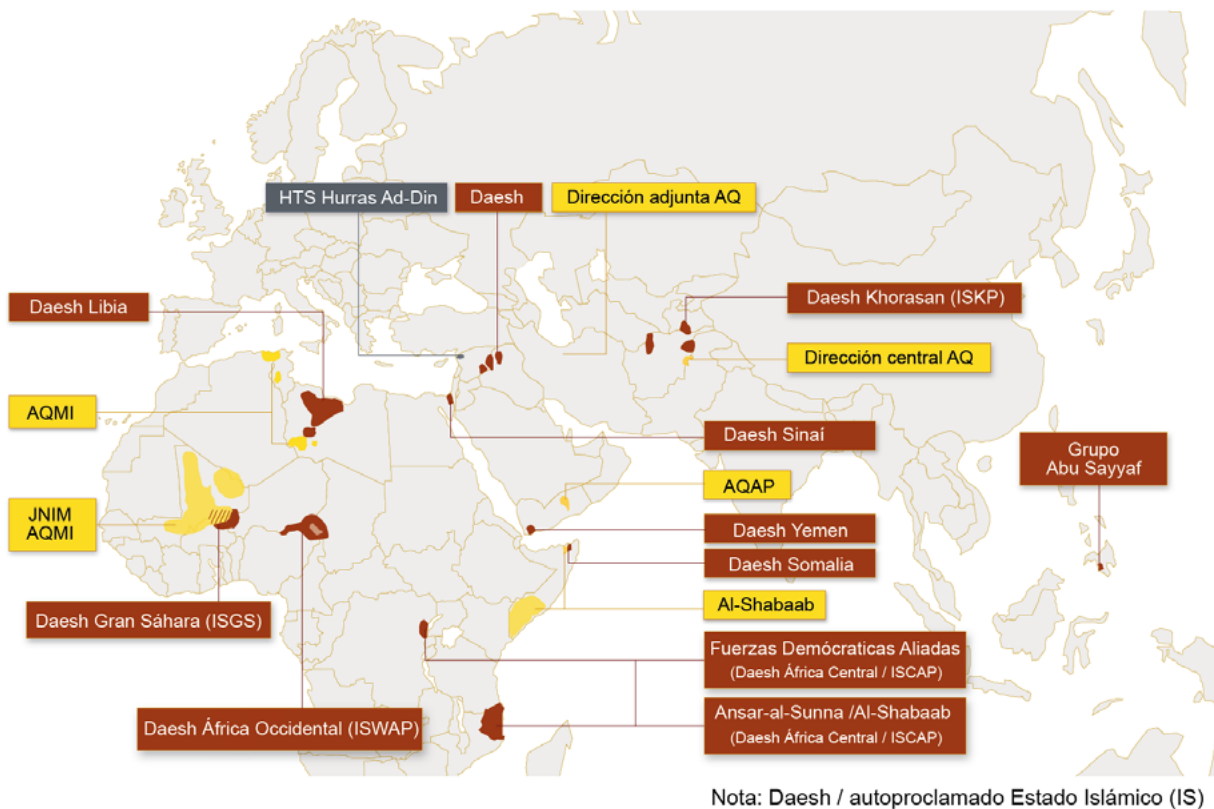 HTS Hurras Ad-Din
Daesh
Dirección adjunta AQ
Daesh Libia
Daesh Khorasan (ISKP)
Dirección central AQ
AQMI
Daesh Sinaí
Grupo
Abu Sayyaf
AQAP
JNIM
AQMI
Daesh Yemen
Daesh Somalia
Al-Shabaab
Daesh Gran Sáhara (ISGS)
Fuerzas Demócraticas Aliadas
(Daesh África Central / ISCAP)
Daesh África Occidental (ISWAP)
Ansar-al-Sunna /Al-Shabaab
(Daesh África Central / ISCAP)
Nota: Daesh / autoproclamado Estado Islámico (IS)